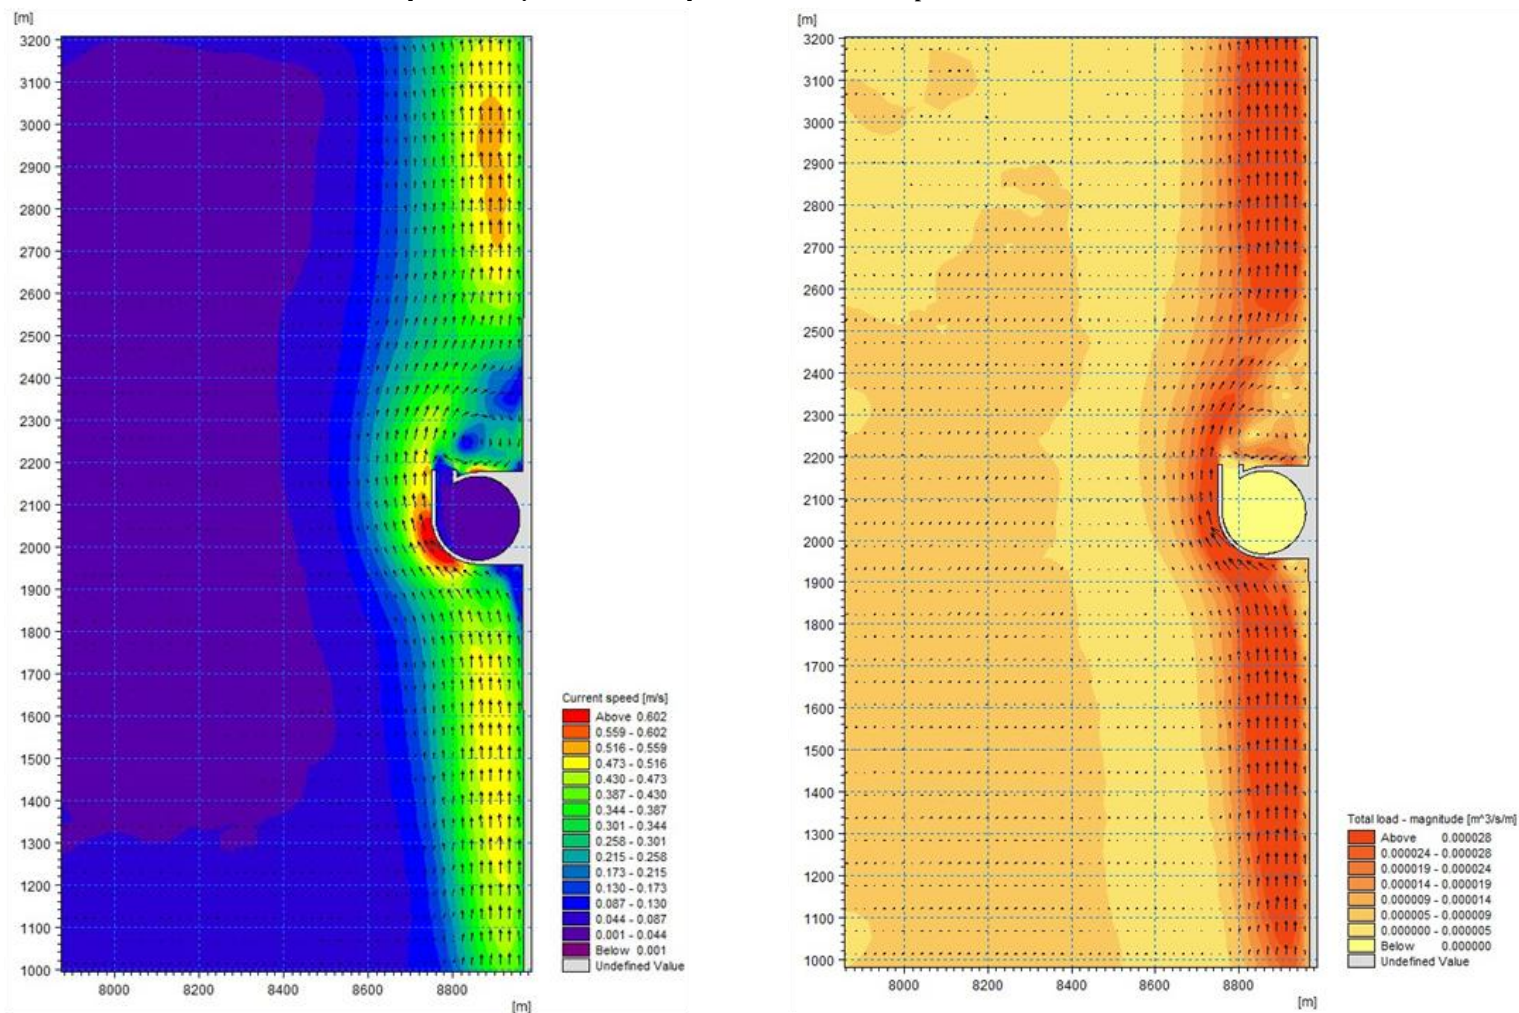 [m]
3200
3100
3000
2900
2800
2700
2600
2500
2400
2300
2200
2100
2000
1900
1800
1700
1600
1500
1400
1300
1200
1100
1000
8000 8200 8400 8600 8800
[m]
Current speed [m/s]
Above 0.602
0.559 - 0.602
0.516 - 0.559
0.473 - 0.516
0.430 - 0.473
0.387 - 0.430
0.344 - 0.387
0.301 - 0.344
0.258 - 0.301
0.215 - 0.258
0.173 - 0.215
0.130 - 0.173
0.087 - 0.130
0.044 - 0.087
0.001 - 0.044
Below 0.001
Undefined Value
[m]
3200
3100
3000
2900
2800
2700
2600
2500
2400
2300
2200
2100
2000
1900
1800
1700
1600
1500
1400
1300
1200
1100
1000
8000 8200 8400 8600 8800
[m]
Total load - magnitude [m^3/s/m]
Above 0.000028
0.000024 - 0.000028
0.000019 - 0.000024
0.000014 - 0.000019
0.000009 - 0.000014
0.000005 - 0.000009
0.000000 - 0.000005
Below 0.000000
Undefined Value